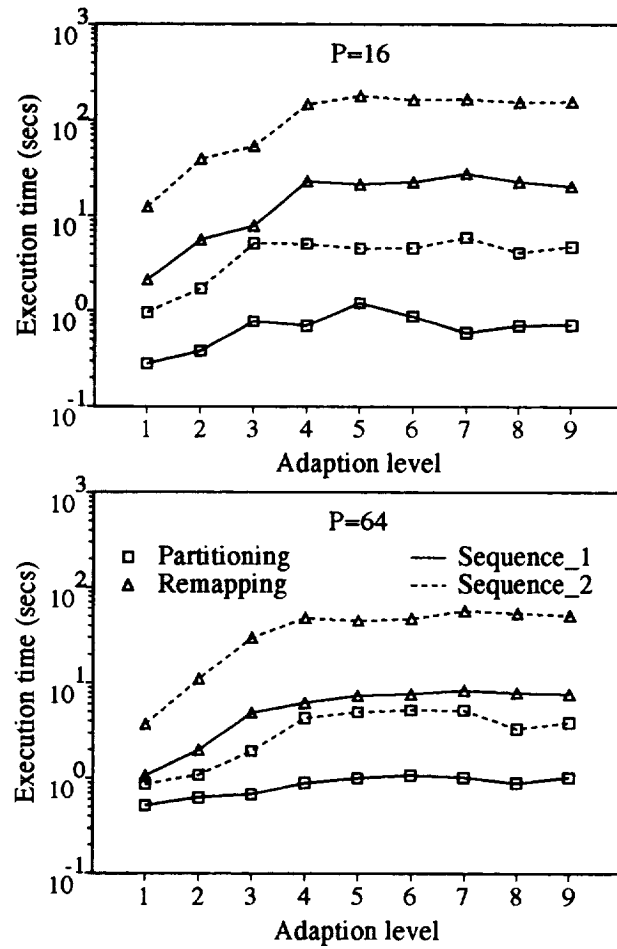 10^3
P=16
10^2
10^1
10^0
10^-1
Execution time (secs)
1 2 3 4 5 6 7 8 9
Adaption level
10^3
P=64
Partitioning
Remapping
Sequence_1
Sequence_2
10^2
10^1
10^0
10^-1
Execution time (secs)
1 2 3 4 5 6 7 8 9
Adaption level